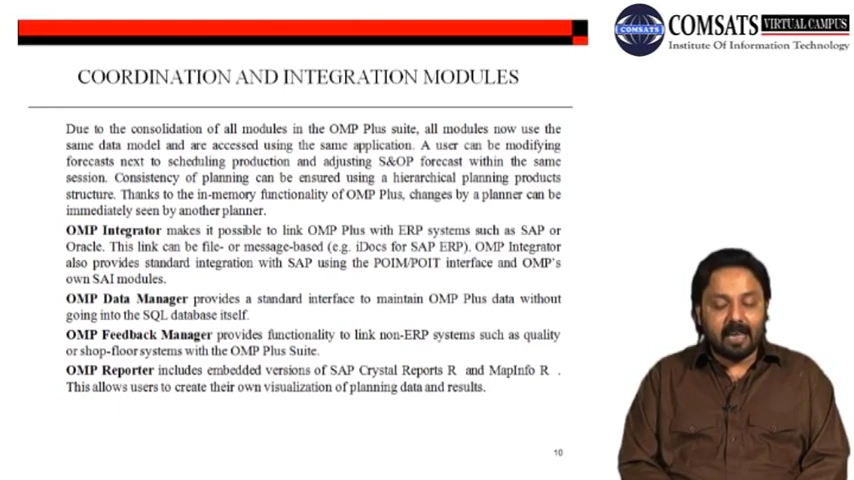 COMSATS VIRTUAL CAMPUS
COMSATS
Institute Of Information Technology
COORDINATION AND INTEGRATION MODULES
Due to the consolidation of all modules in the OMP Plus suite, all modules now use the
same data model and are accessed using the same application. A user can be modifying
forecasts next to scheduling production and adjusting S&OP forecast within the same
session. Consistency of planning can be ensured using a hierarchical planning products
structure. Thanks to the in-memory functionality of OMP Plus, changes by a planner can be
immediately seen by another planner.
OMP Integrator makes it possible to link OMP Plus with ERP systems such as SAP or
Oracle. This link can be file- or message-based (e.g. iDocs for SAP ERP). OMP Integrator
also provides standard integration with SAP using the POIM/POIT interface and OMP's
own SAI modules.
OMP Data Manager provides a standard interface to maintain OMP Plus data without
going into the SQL database itself.
OMP Feedback Manager provides functionality to link non-ERP systems such as quality
or shop-floor systems with the OMP Plus Suite.
OMP Reporter includes embedded versions of SAP Crystal Reports R and MapInfo R .
This allows users to create their own visualization of planning data and results.
10